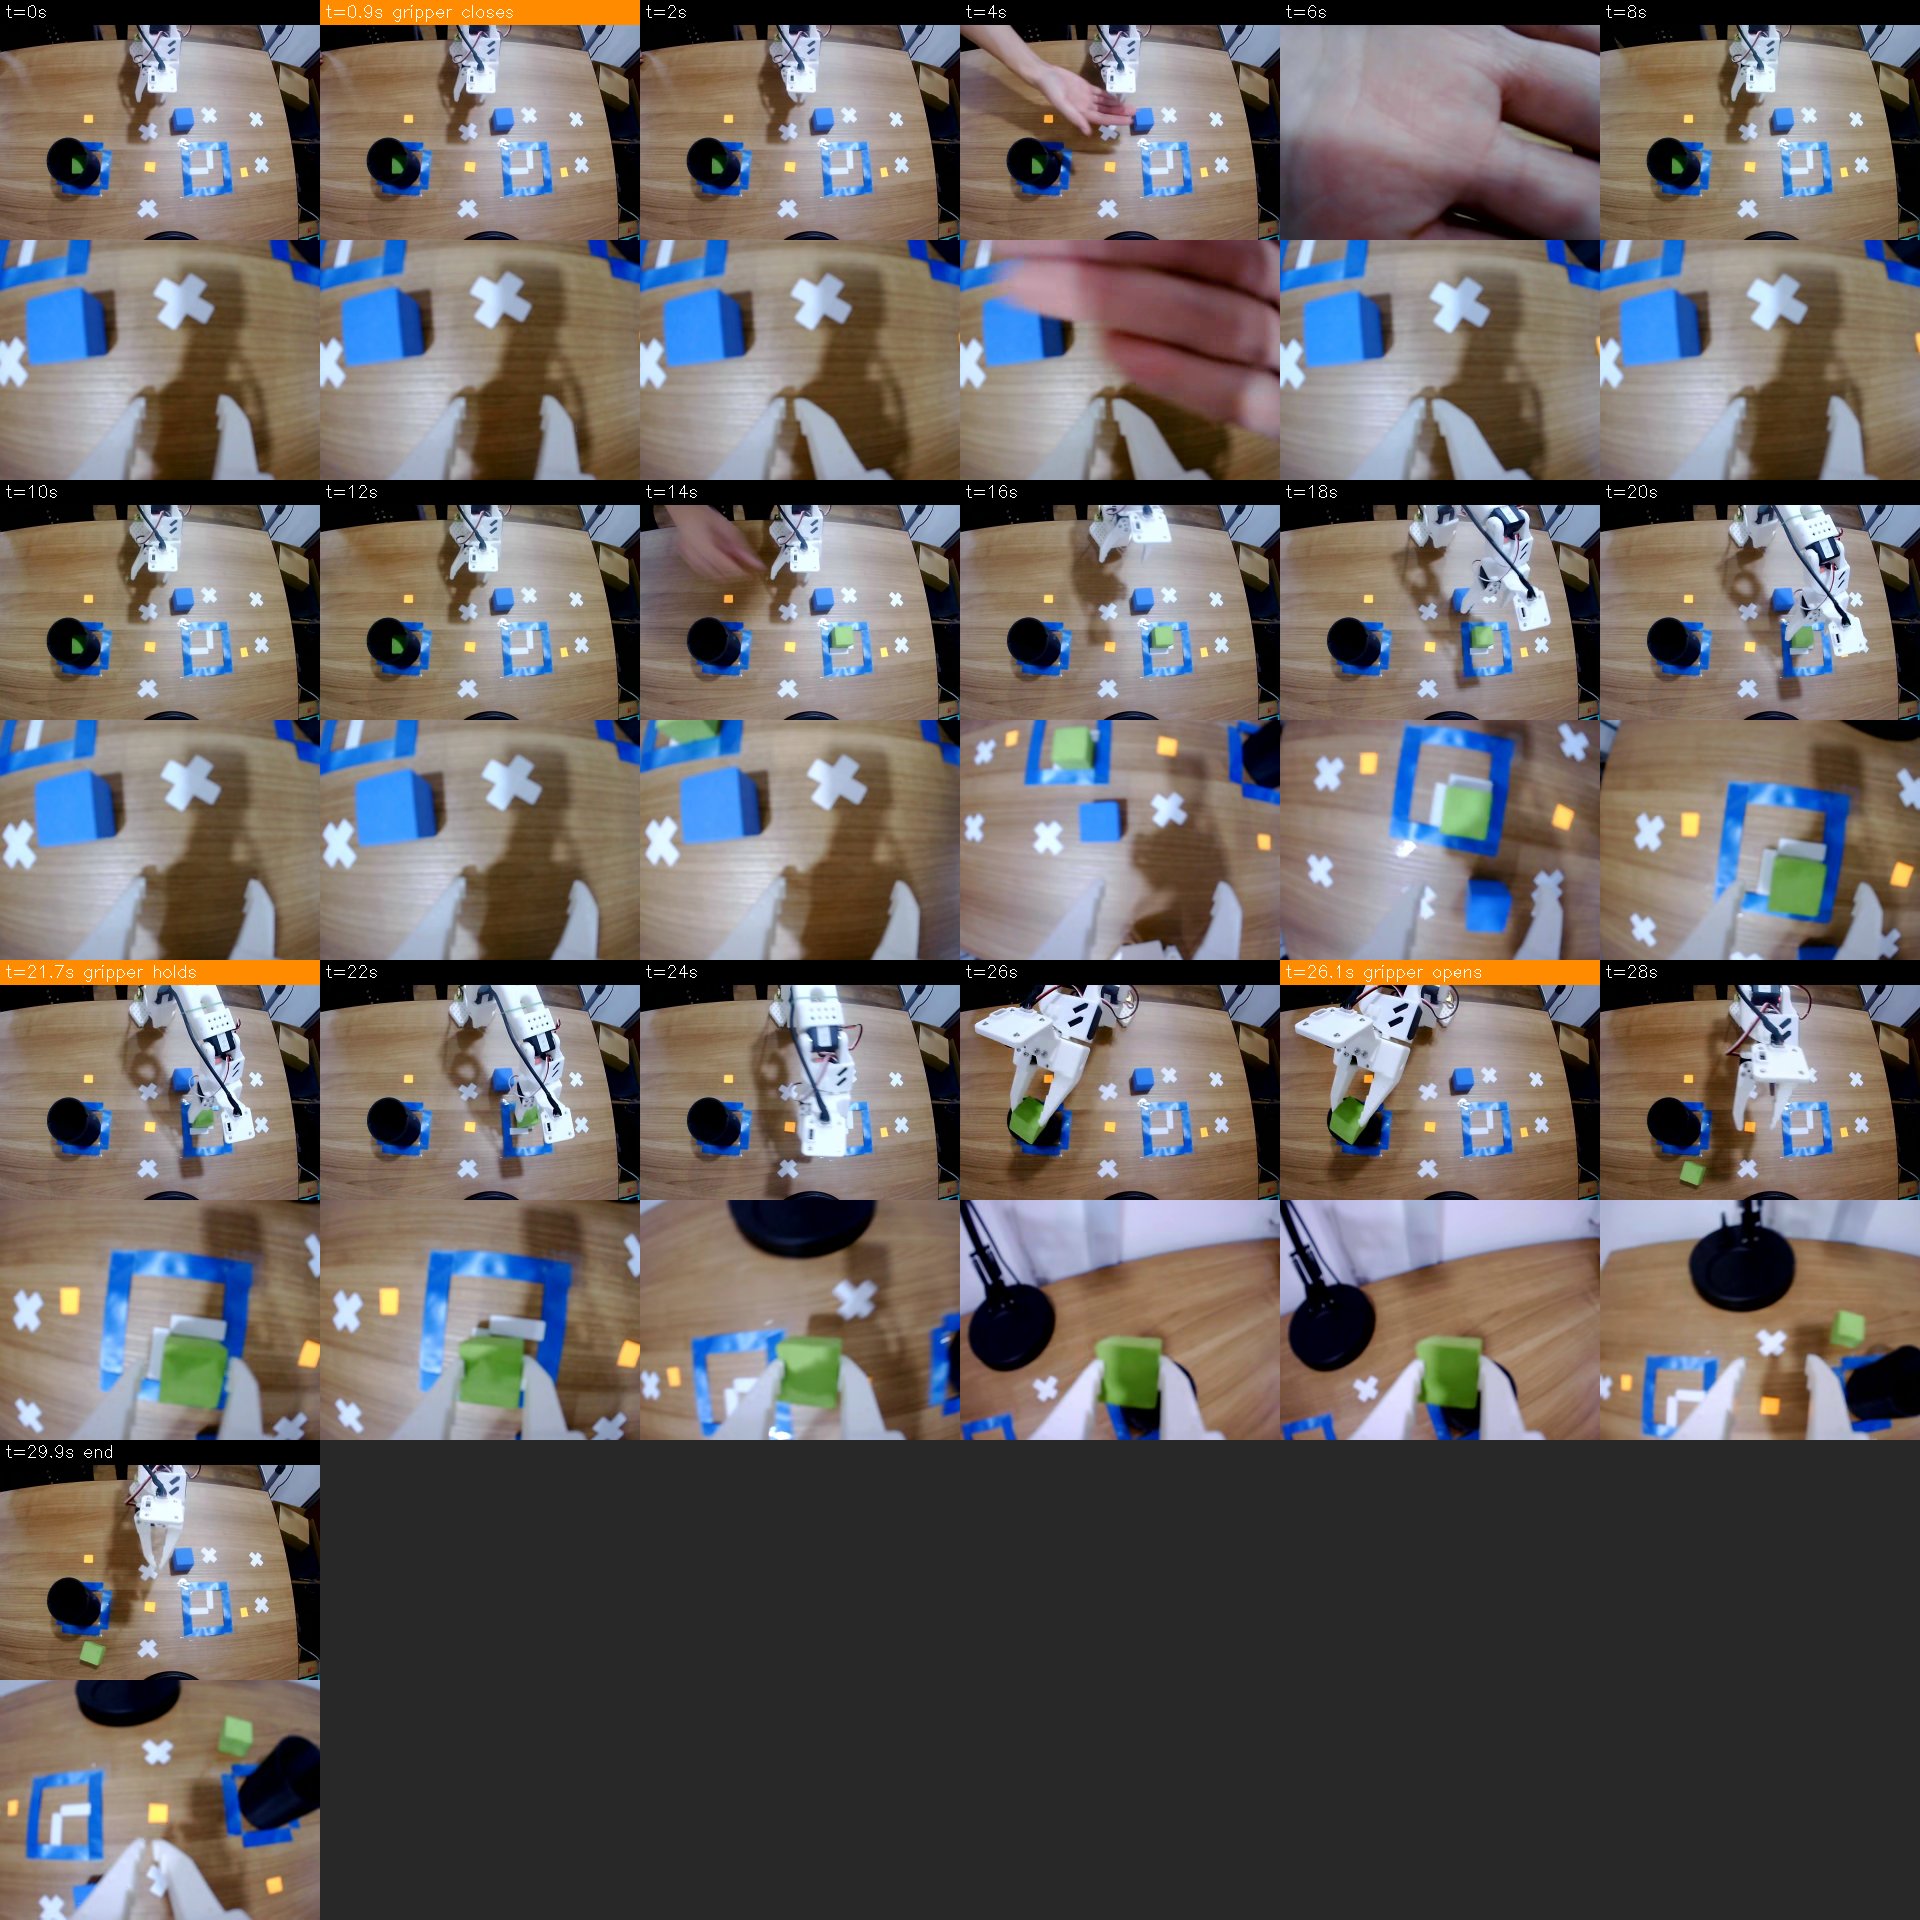 t=0s
t=0.9s gripper closes
t=2s
t=4s
t=6s
t=8s
t=10s
t=12s
t=14s
t=16s
t=18s
t=20s
t=21.7s gripper holds
t=22s
t=24s
t=26s
t=26.1s gripper opens
t=28s
t=29.9s end